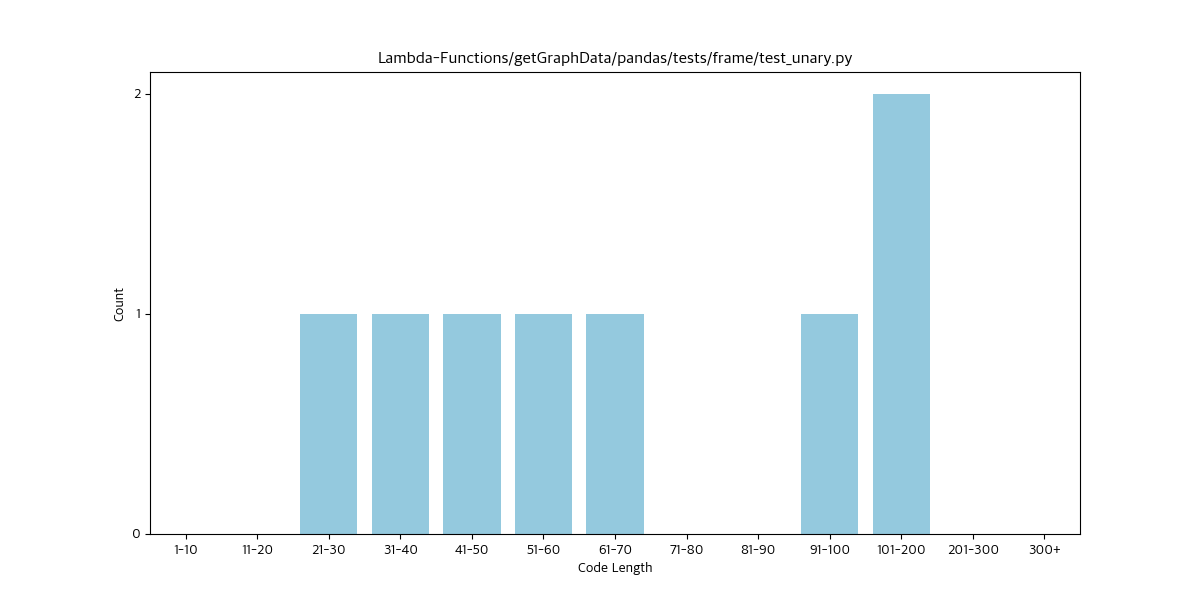 Lambda-Functions/getGraphData/pandas/tests/frame/test_unary.py
2
1
0
Count
1-10 11-20 21-30 31-40 41-50 51-60 61-70 71-80 81-90 91-100 101-200 201-300 300+
Code Length